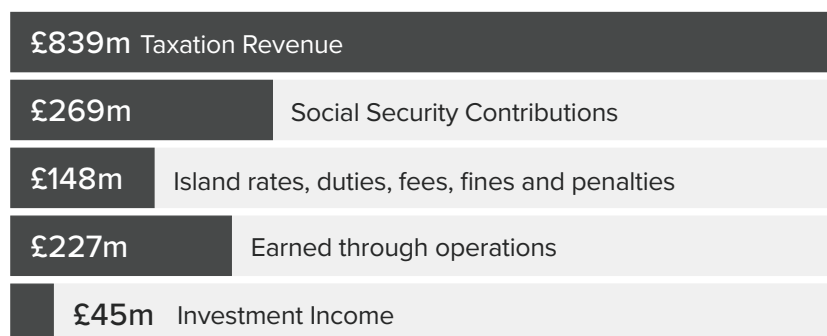 £839m Taxation Revenue
£269m Social Security Contributions
£148m Island rates, duties, fees, fines and penalties
£227m Earned through operations
£45m Investment Income